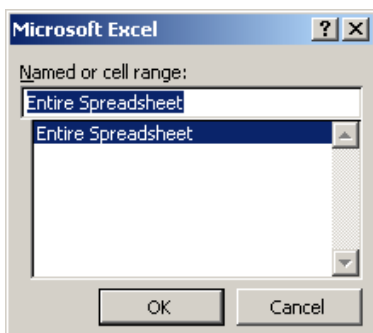 Microsoft Excel
Named or cell range:
Entire Spreadsheet
Entire Spreadsheet
OK Cancel